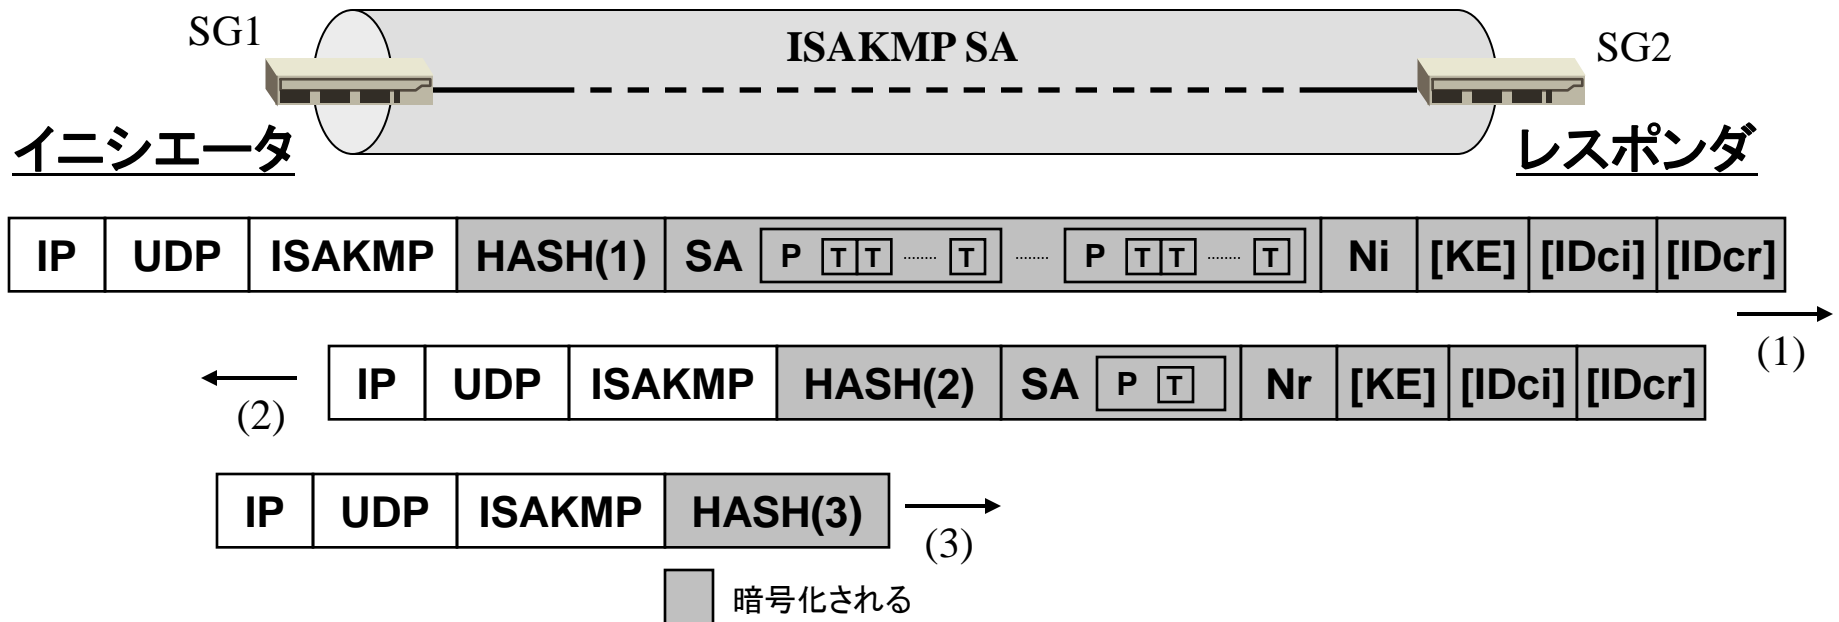 SG1
ISAKMP SA
SG2
イニシエータ
レスポンダ
IP UDP ISAKMP HASH(1) SA P T T ........ T ........ P T T ........ T Ni [KE] [IDci] [IDcr]
(1)
(2)
IP UDP ISAKMP HASH(2) SA P T Nr [KE] [IDci] [IDcr]
IP UDP ISAKMP HASH(3)
(3)
暗号化される